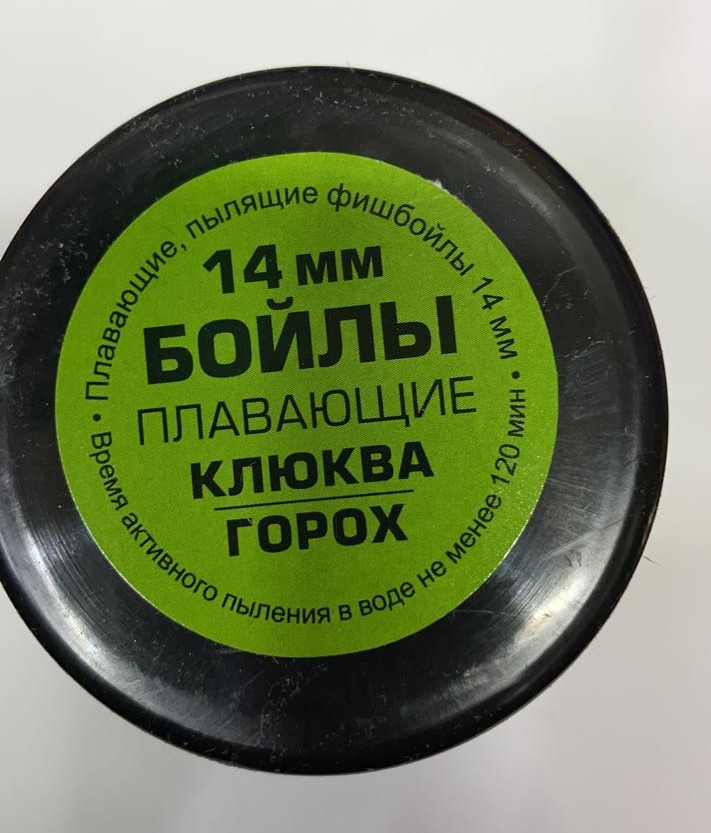 • Плавающие, пылящие фишбойлы 14 мм •
14 мм
БОЙЛЫ
ПЛАВАЮЩИЕ
КЛЮКВА
ГОРОХ
Время активного пыления в воде не менее 120 мин